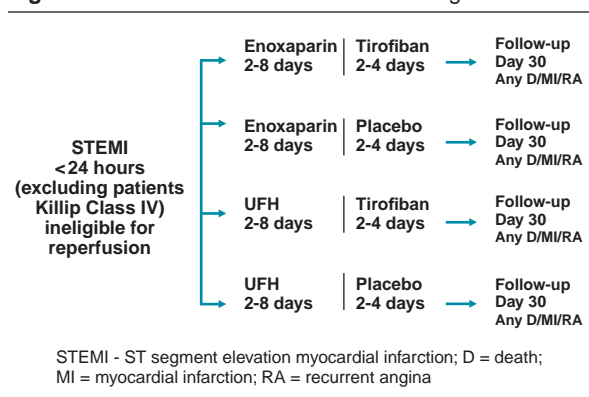 STEMI
<24 hours
(excluding patients
Killip Class IV)
ineligible for
reperfusion
Enoxaparin | Tirofiban
2-8 days | 2-4 days
Follow-up
Day 30
Any D/MI/RA
Enoxaparin | Placebo
2-8 days | 2-4 days
Follow-up
Day 30
Any D/MI/RA
UFH | Tirofiban
2-8 days | 2-4 days
Follow-up
Day 30
Any D/MI/RA
UFH | Placebo
2-8 days | 2-4 days
Follow-up
Day 30
Any D/MI/RA
STEMI - ST segment elevation myocardial infarction; D = death;
MI = myocardial infarction; RA = recurrent angina